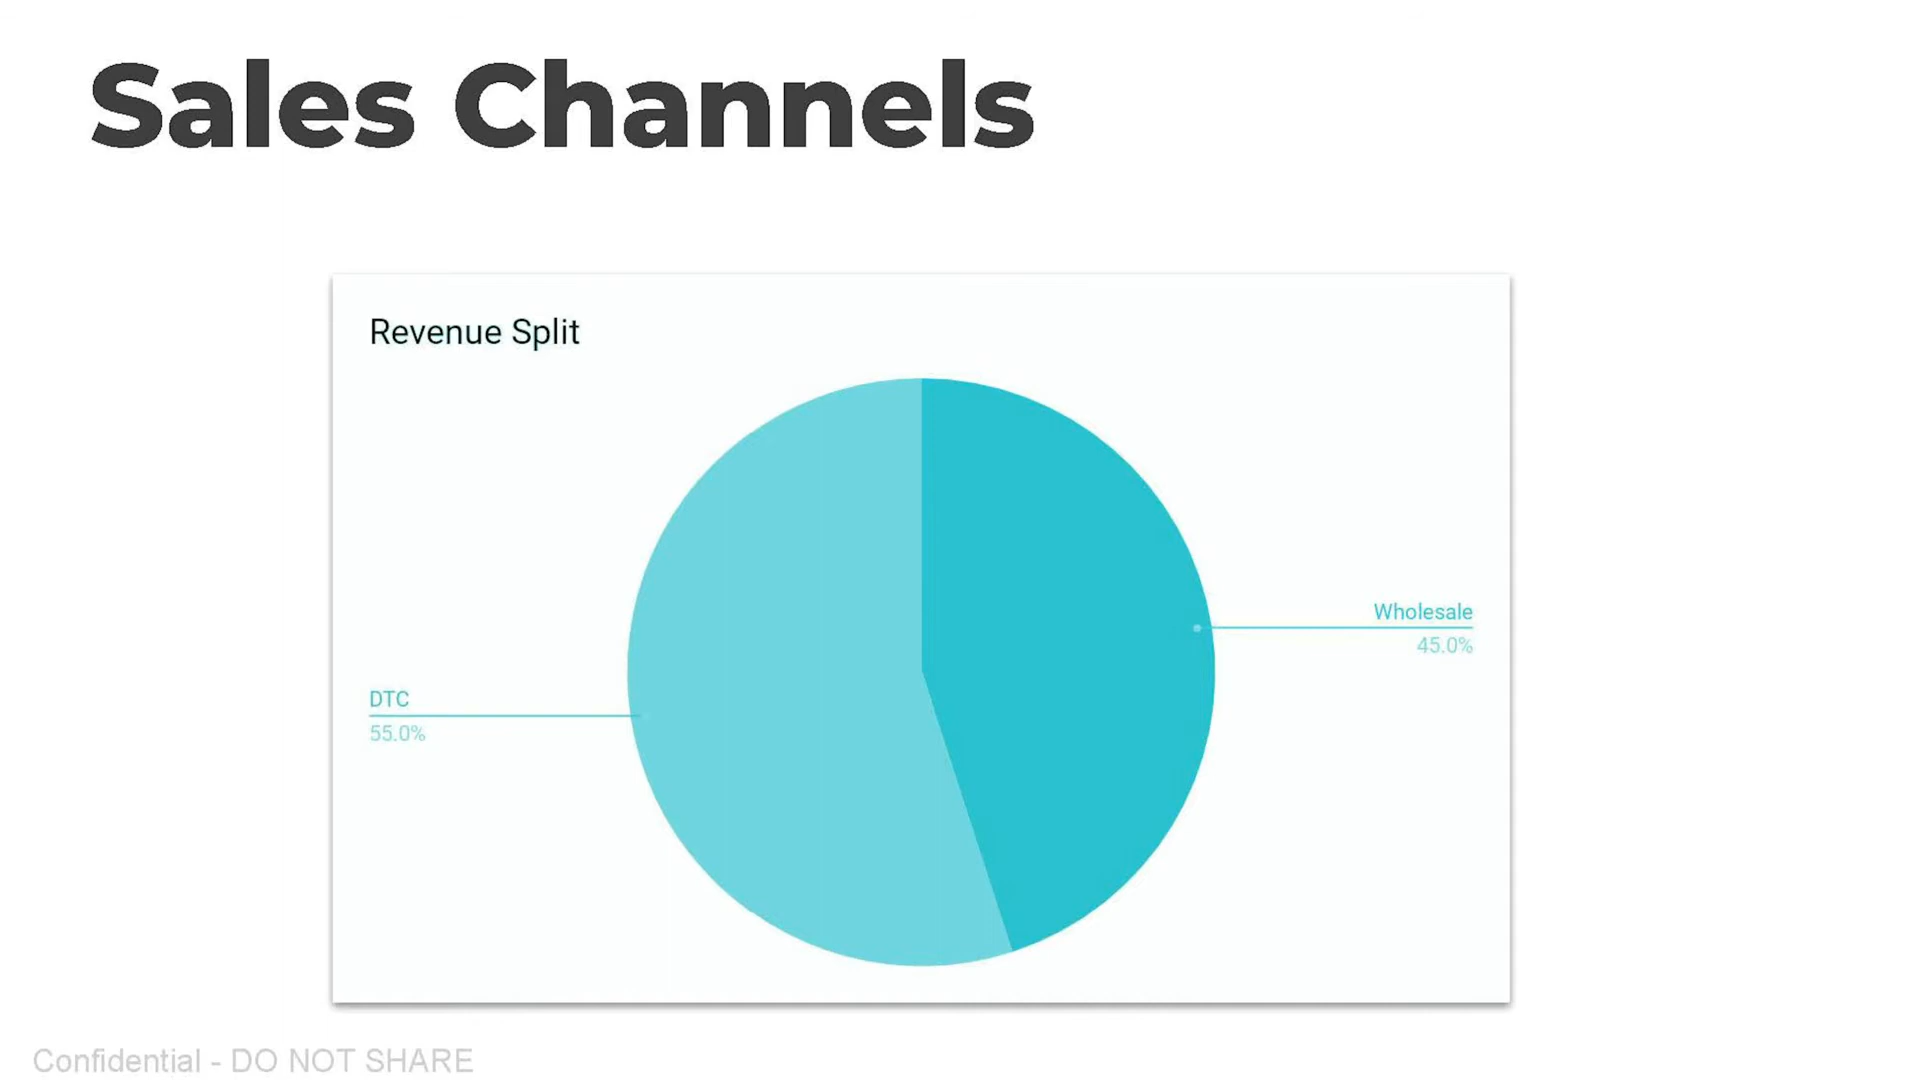 Sales Channels
Revenue Split
Wholesale
45.0%
DTC
55.0%
Confidential - DO NOT SHARE